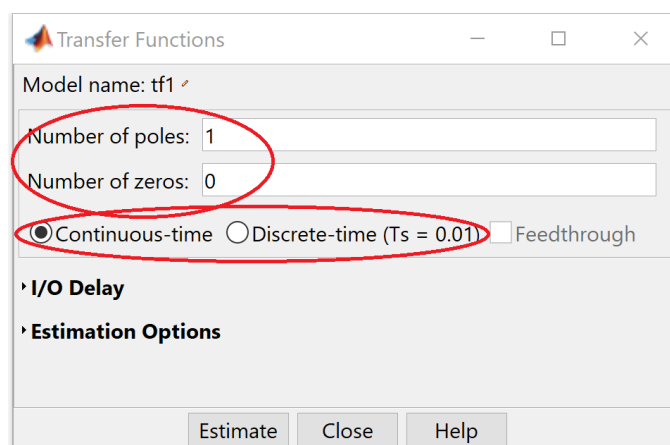 Transfer Functions
Model name: tf1
Number of poles: 1
Number of zeros: 0
Continuous-time Discrete-time (Ts = 0.01) Feedthrough
I/O Delay
Estimation Options
Estimate Close Help